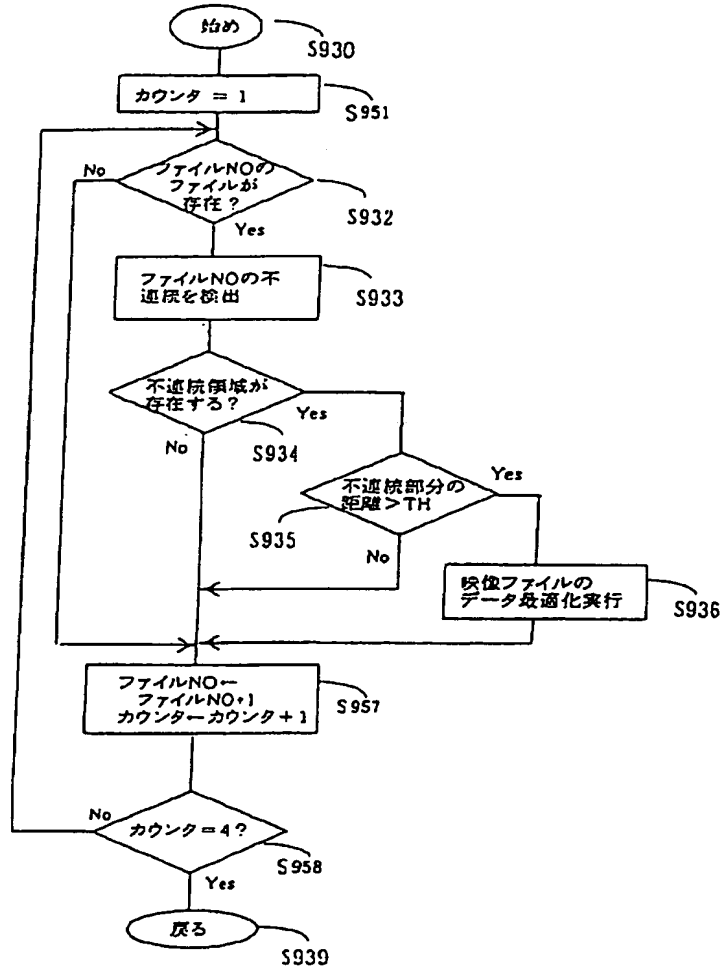 始め
S930
カウンタ = 1
S951
ファイルNOの
ファイルが
存在?
No
S932
Yes
ファイルNOの不
連続を検出
S933
不連続領域が
存在する?
Yes
No
S934
不連続部分の
距離>TH
Yes
S935
No
映像ファイルの
データ最適化実行
S936
ファイルNO←
ファイルNO+1
カウンタ←カウンタ+1
S957
カウンタ=4?
No
S958
Yes
戻る
S939